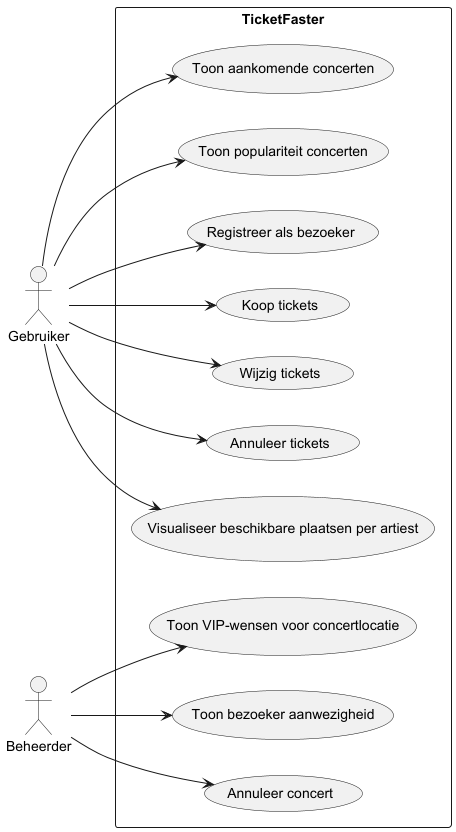 TicketFaster
Toon aankomende concerten
Toon populariteit concerten
Registreer als bezoeker
Koop tickets
Gebruiker
Wijzig tickets
Annuleer tickets
Visualiseer beschikbare plaatsen per artiest
Toon VIP-wensen voor concertlocatie
Toon bezoeker aanwezigheid
Beheerder
Annuleer concert